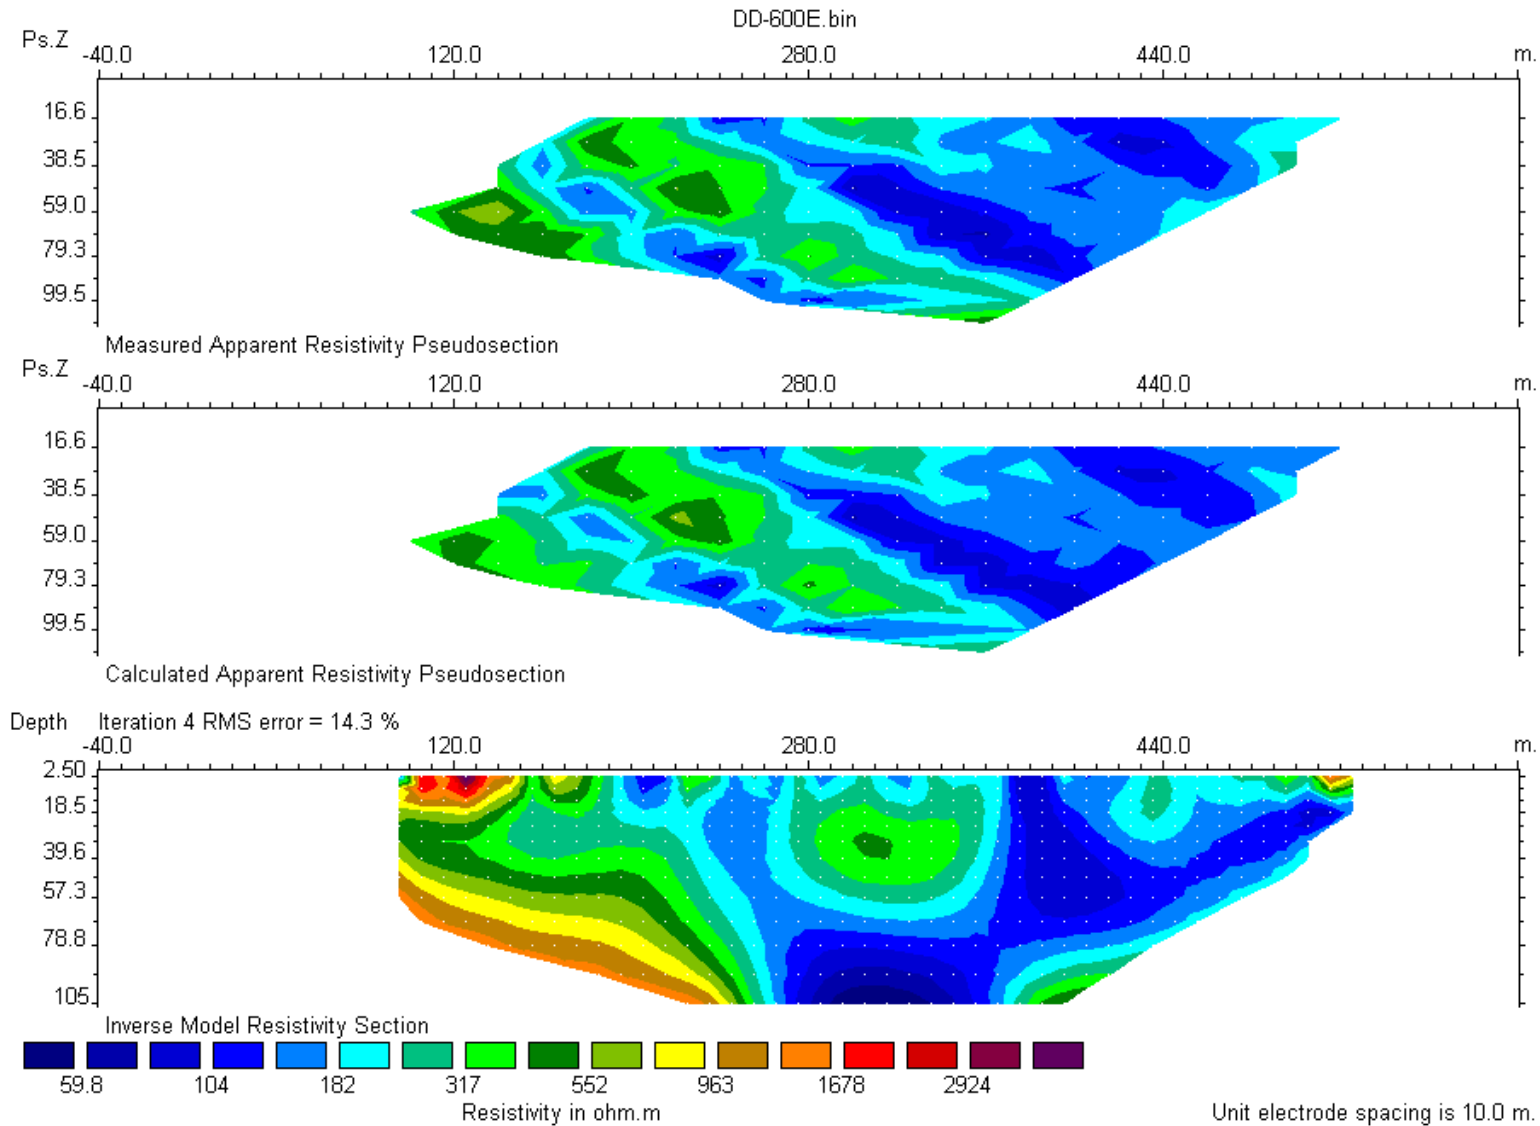 DD-600E.bin
Ps.Z -40.0 120.0 280.0 440.0 m.
16.6
38.5
59.0
79.3
99.5
Measured Apparent Resistivity Pseudosection
Ps.Z -40.0 120.0 280.0 440.0 m.
16.6
38.5
59.0
79.3
99.5
Calculated Apparent Resistivity Pseudosection
Depth Iteration 4 RMS error = 14.3 %
-40.0 120.0 280.0 440.0 m.
2.50
18.5
39.6
57.3
78.8
105.
Inverse Model Resistivity Section
59.8 104 182 317 552 963 1678 2924
Resistivity in ohm.m Unit electrode spacing is 10.0 m.